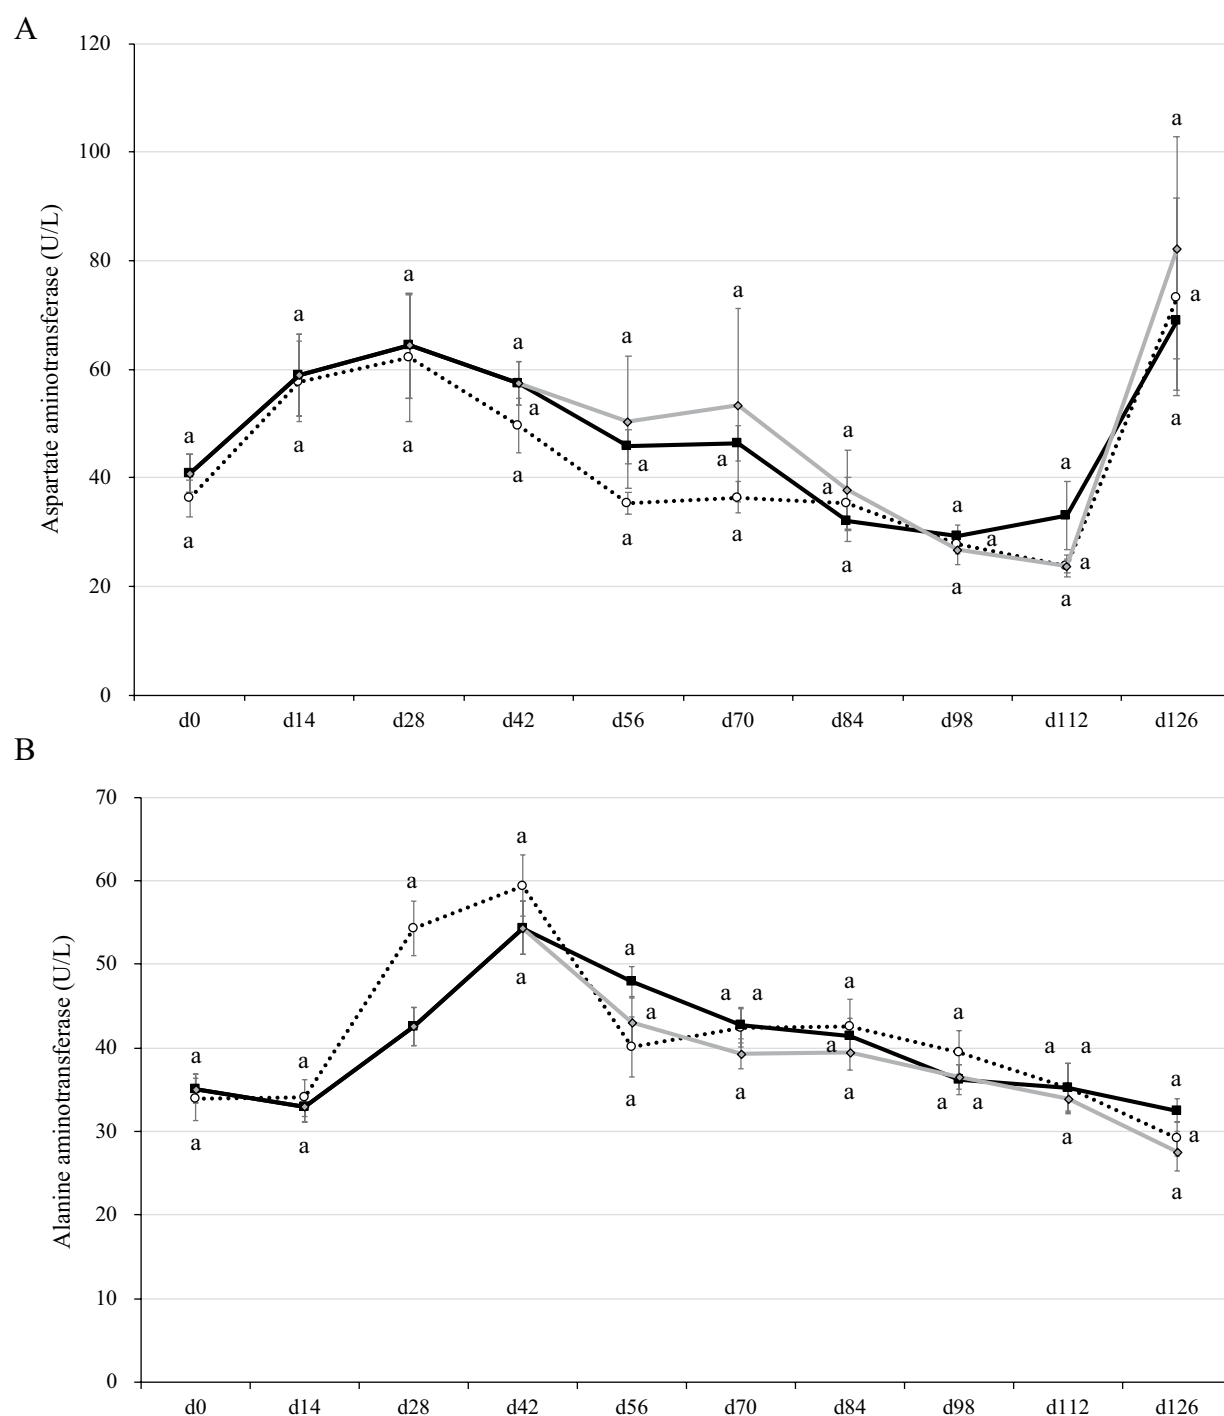 A
120
100
80
60
40
20
0
Aspartate aminotransferase (U/L)
a a a a a a a a a a
a a a a a a a a
a a a a a a a a a a
d0 d14 d28 d42 d56 d70 d84 d98 d112 d126
B
70
60
50
40
30
20
10
0
Alanine aminotransferase (U/L)
a a a a a a a a a a
a a a a a a
a a a a a a a a a
d0 d14 d28 d42 d56 d70 d84 d98 d112 d126